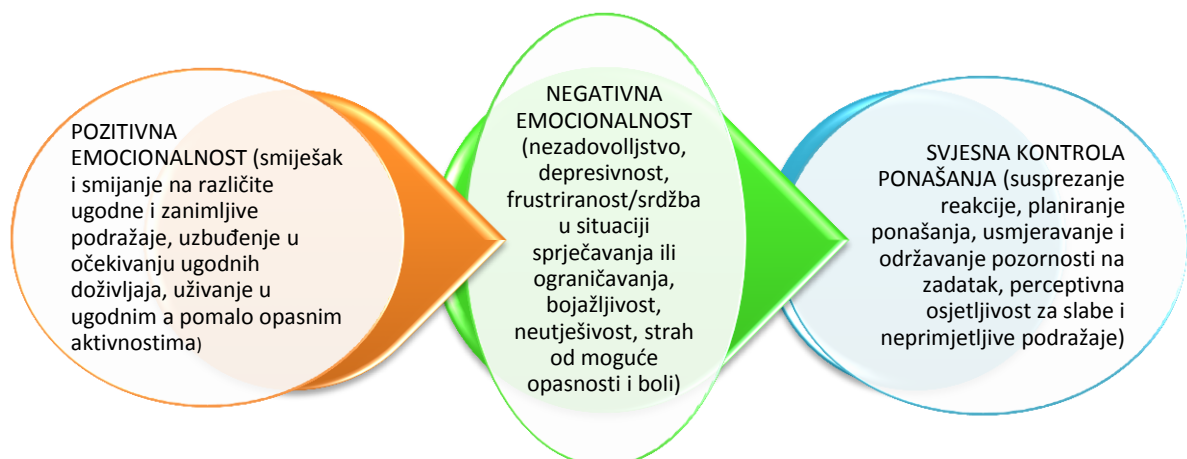 POZITIVNA
EMOCIONALNOST (smiješak
i smijanje na različite
ugodne i zanimljive
podražaje, uzbuđenje u
očekivanju ugodnih
doživljaja, uživanje u
ugodnim a pomalo opasnim
aktivnostima)
NEGATIVNA
EMOCIONALNOST
(nezadovolljstvo,
depresivnost,
frustriranost/srdžba
u situaciji
sprječavanja ili
ograničavanja,
bojažljivost,
neutješivost, strah
od moguće
opasnosti i boli)
SVJESNA KONTROLA
PONAŠANJA (susprezanje
reakcije, planiranje
ponašanja, usmjeravanje i
održavanje pozornosti na
zadatak, perceptivna
osjetljivost za slabe i
neprimjetljive podražaje)